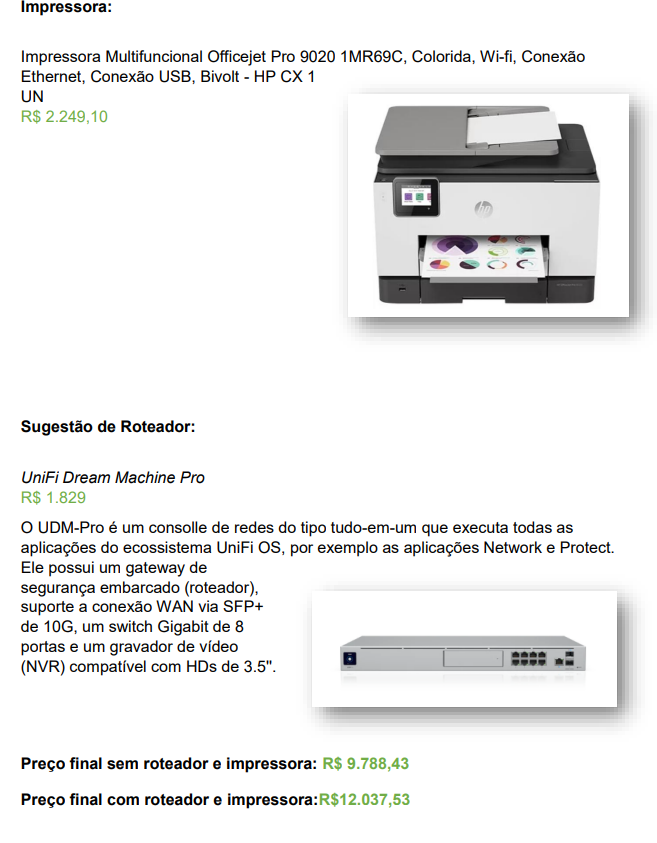 Impressora:
Impressora Multifuncional Officejet Pro 9020 1MR69C, Colorida, Wi-fi, Conexão
Ethernet, Conexão USB, Bivolt - HP CX 1
UN
R$ 2.249,10
hp
Sugestão de Roteador:
UniFi Dream Machine Pro
R$ 1.829
O UDM-Pro é um consolle de redes do tipo tudo-em-um que executa todas as
aplicações do ecossistema UniFi OS, por exemplo as aplicações Network e Protect.
Ele possui um gateway de
segurança embarcado (roteador),
suporte a conexão WAN via SFP+
de 10G, um switch Gigabit de 8
portas e um gravador de vídeo
(NVR) compatível com HDs de 3.5".
Preço final sem roteador e impressora: R$ 9.788,43
Preço final com roteador e impressora:R$12.037,53